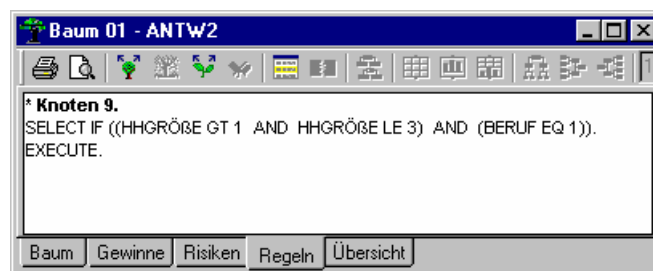 Baum 01 - ANTW2
* Knoten 9.
SELECT IF ((HHGRÖßE GT 1 AND HHGRÖßE LE 3) AND (BERUF EQ 1)).
EXECUTE.
Baum Gewinne Risiken Regeln Übersicht